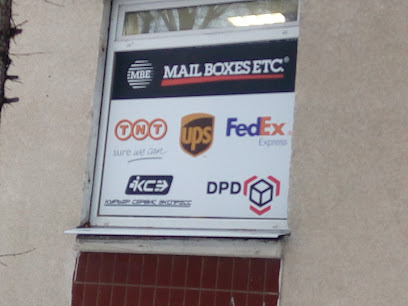 MBE MAIL BOXES ETC.®
TNT ups FedEx
sure we can Express
КСЭ DPD
КУРЬЕР СЕРВИС ЭКСПРЕСС